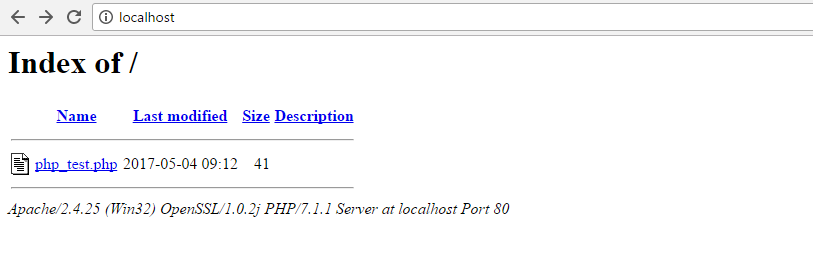 localhost
Index of /
Name Last modified Size Description
php_test.php 2017-05-04 09:12 41
Apache/2.4.25 (Win32) OpenSSL/1.0.2j PHP/7.1.1 Server at localhost Port 80